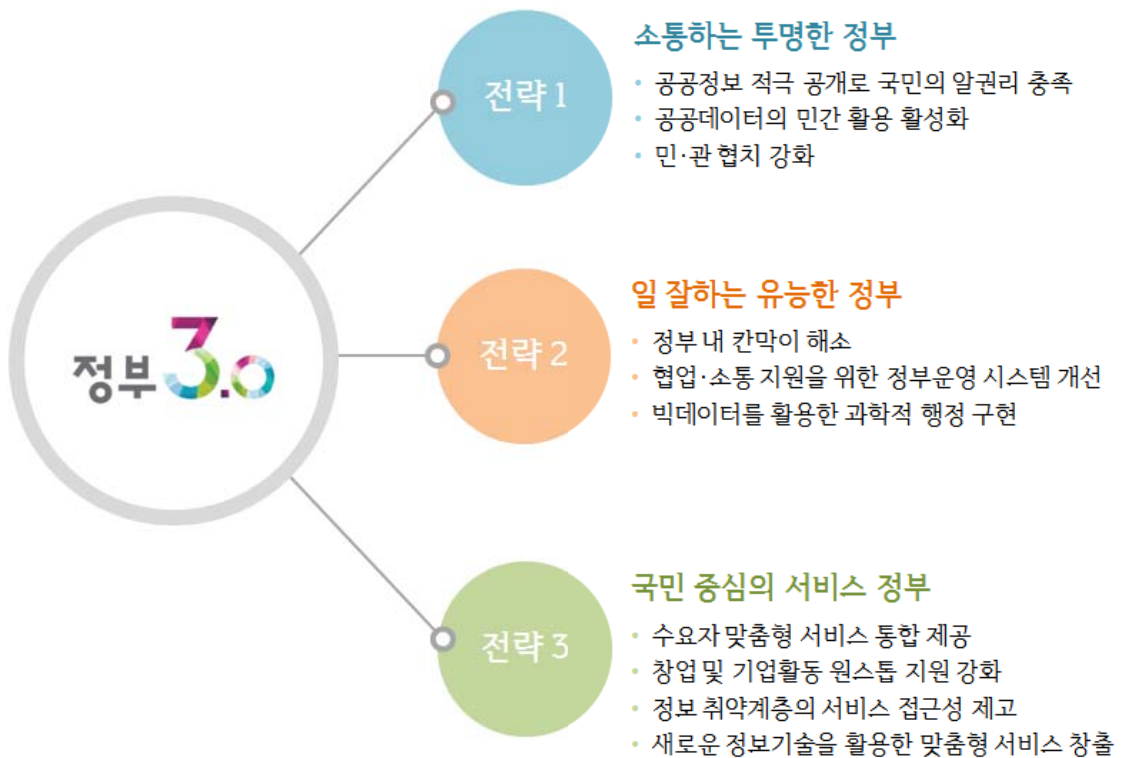 정부 3.0
전략 1
소통하는 투명한 정부
• 공공정보 적극 공개로 국민의 알권리 충족
• 공공데이터의 민간 활용 활성화
• 민·관 협치 강화
전략 2
일 잘하는 유능한 정부
• 정부 내 칸막이 해소
• 협업·소통 지원을 위한 정부운영 시스템 개선
• 빅데이터를 활용한 과학적 행정 구현
전략 3
국민 중심의 서비스 정부
• 수요자 맞춤형 서비스 통합 제공
• 창업 및 기업활동 원스톱 지원 강화
• 정보 취약계층의 서비스 접근성 제고
• 새로운 정보기술을 활용한 맞춤형 서비스 창출